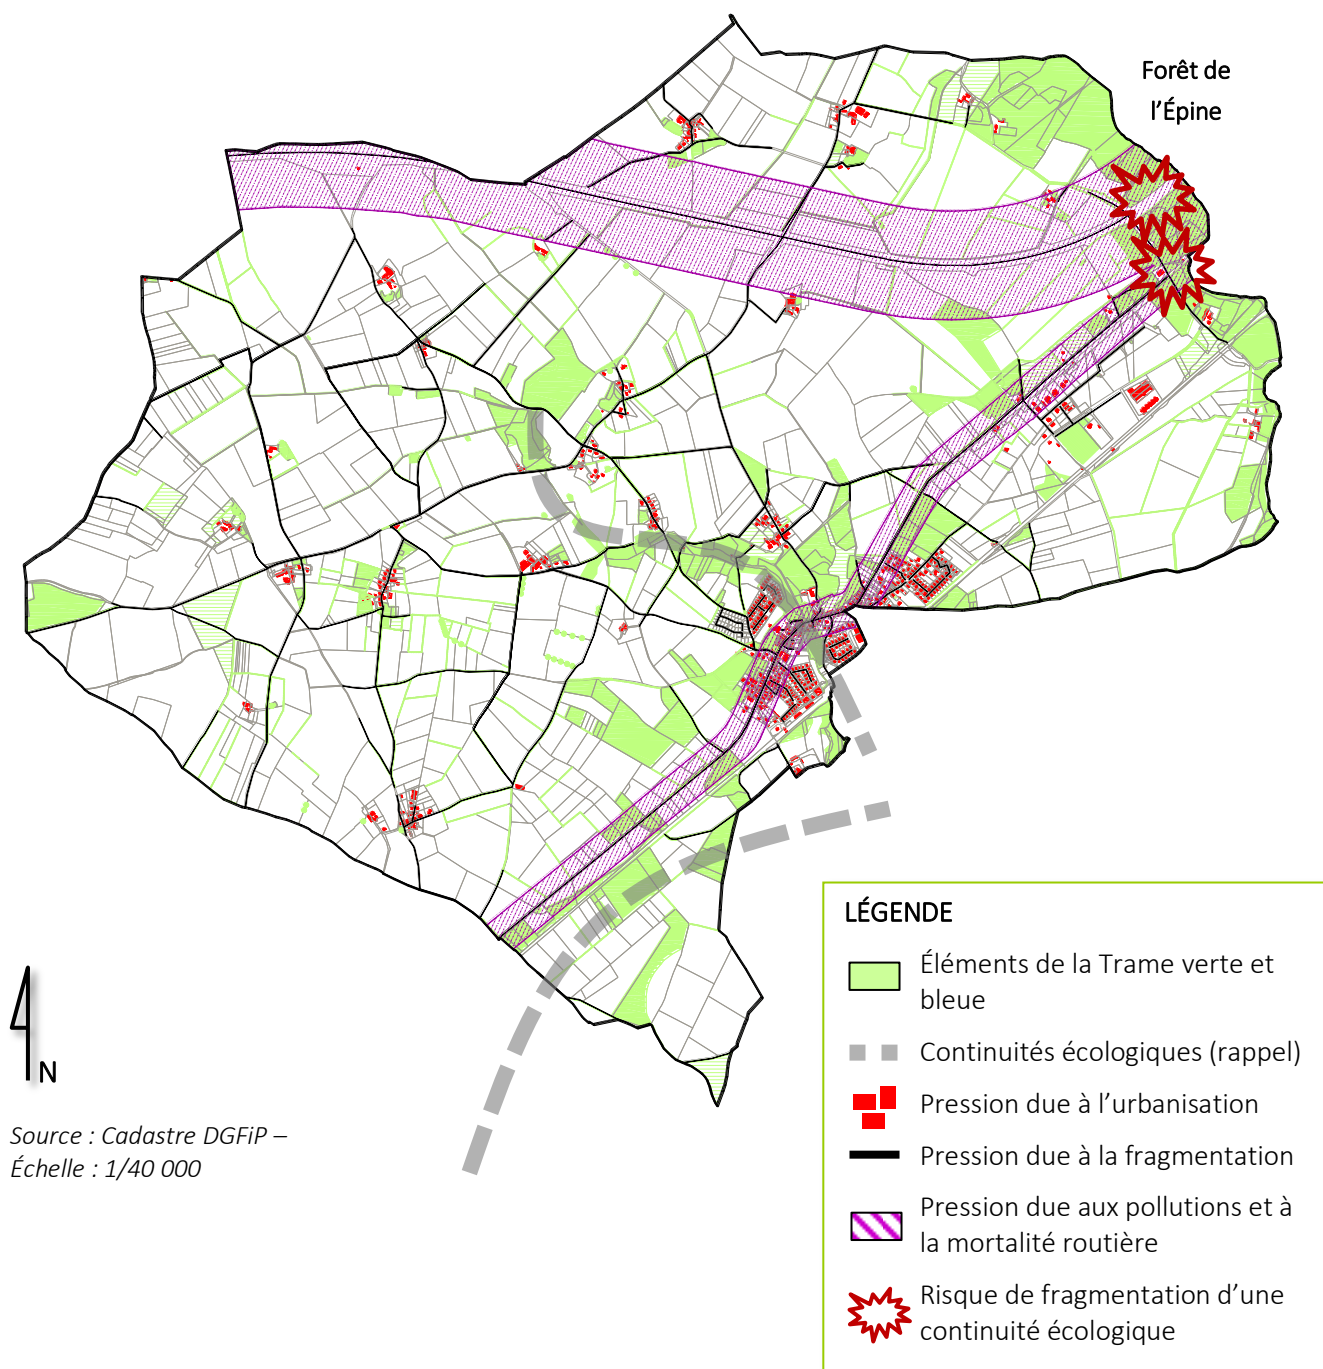 Forêt de
l’Épine
LÉGENDE
Éléments de la Trame verte et
bleue
Continuités écologiques (rappel)
Pression due à l’urbanisation
Pression due à la fragmentation
Pression due aux pollutions et à
la mortalité routière
Risque de fragmentation d’une
continuité écologique
N
Source : Cadastre DGFiP –
Échelle : 1/40 000